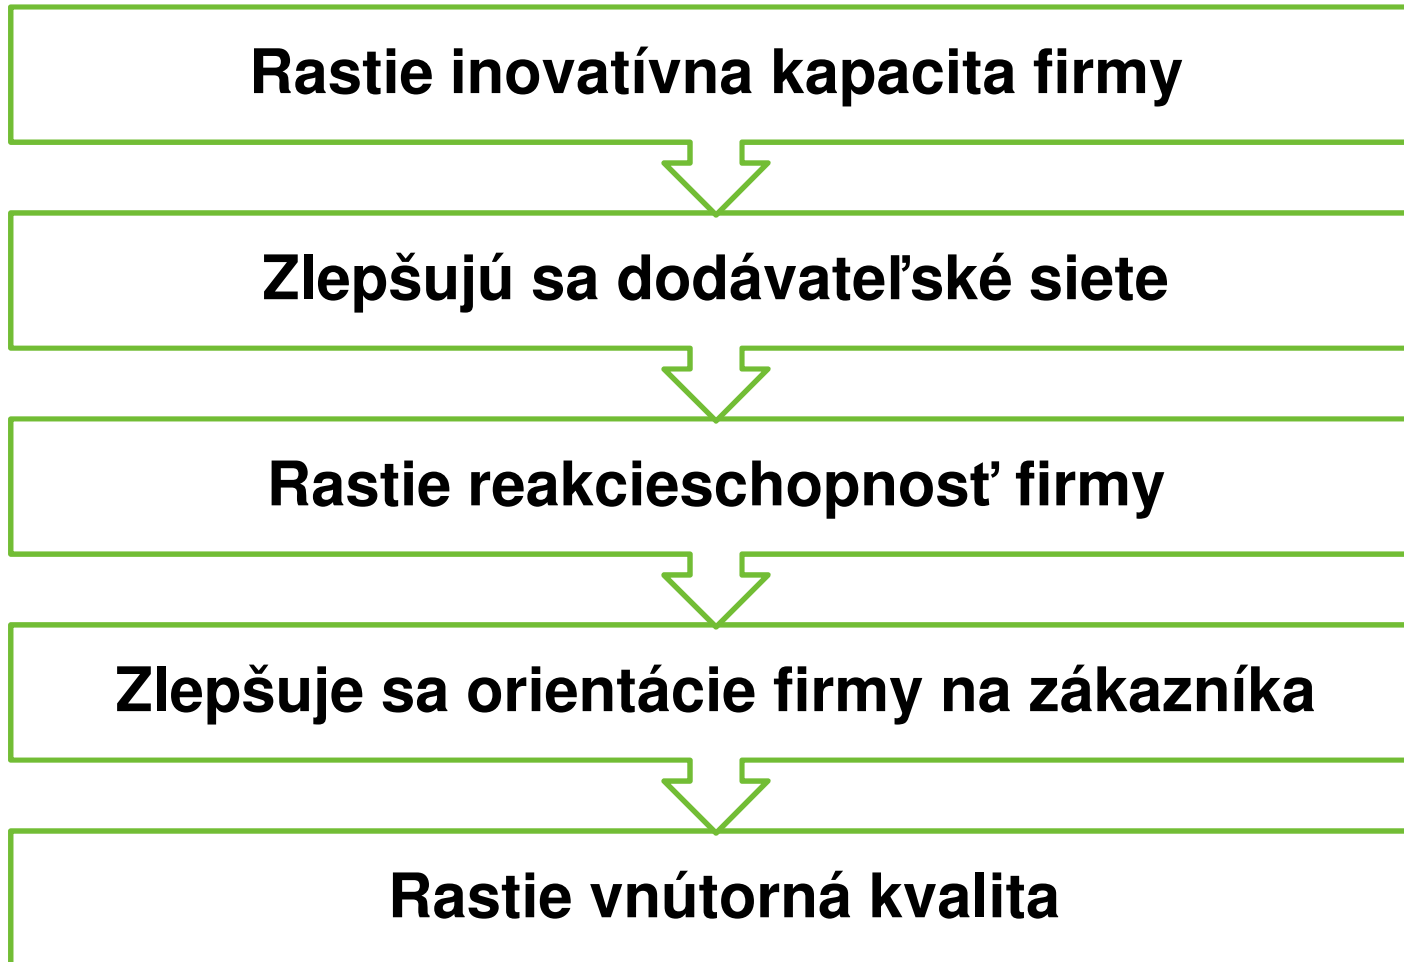 Rastie inovatívna kapacita firmy
Zlepšujú sa dodávateľské siete
Rastie reakcieschopnosť firmy
Zlepšuje sa orientácie firmy na zákazníka
Rastie vnútorná kvalita